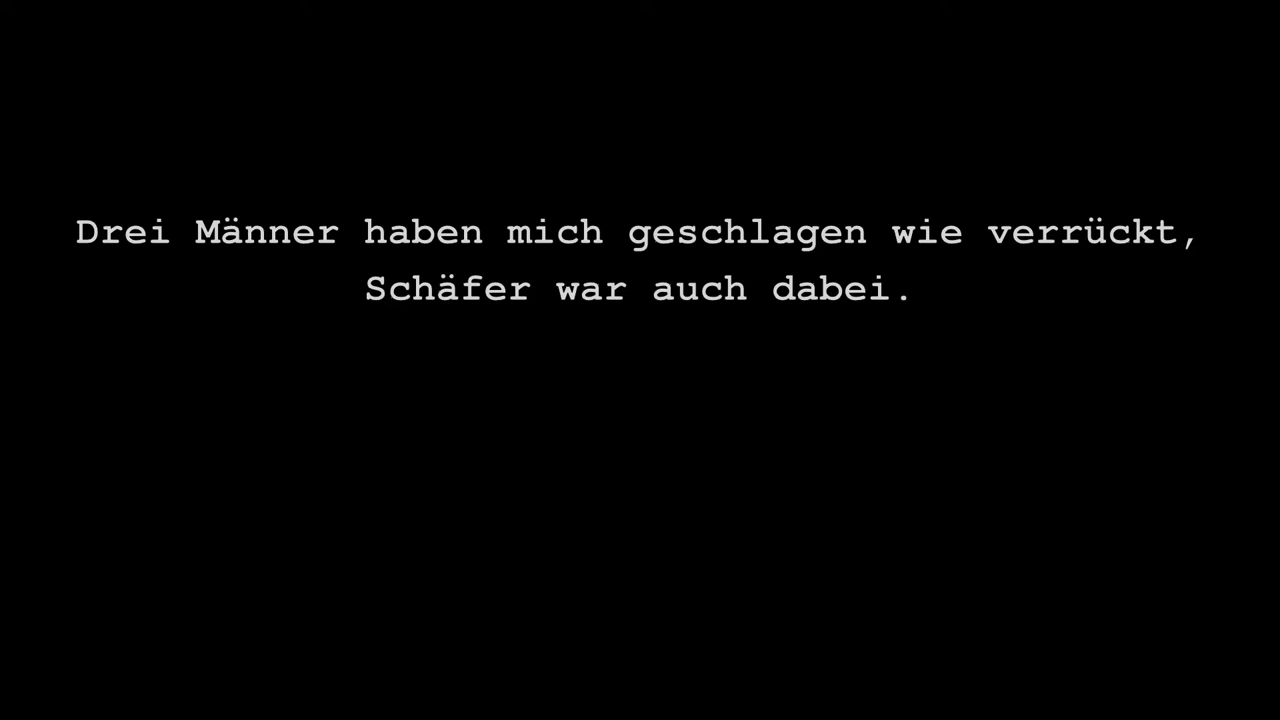 Drei Männer haben mich geschlagen wie verrückt,
Schäfer war auch dabei.